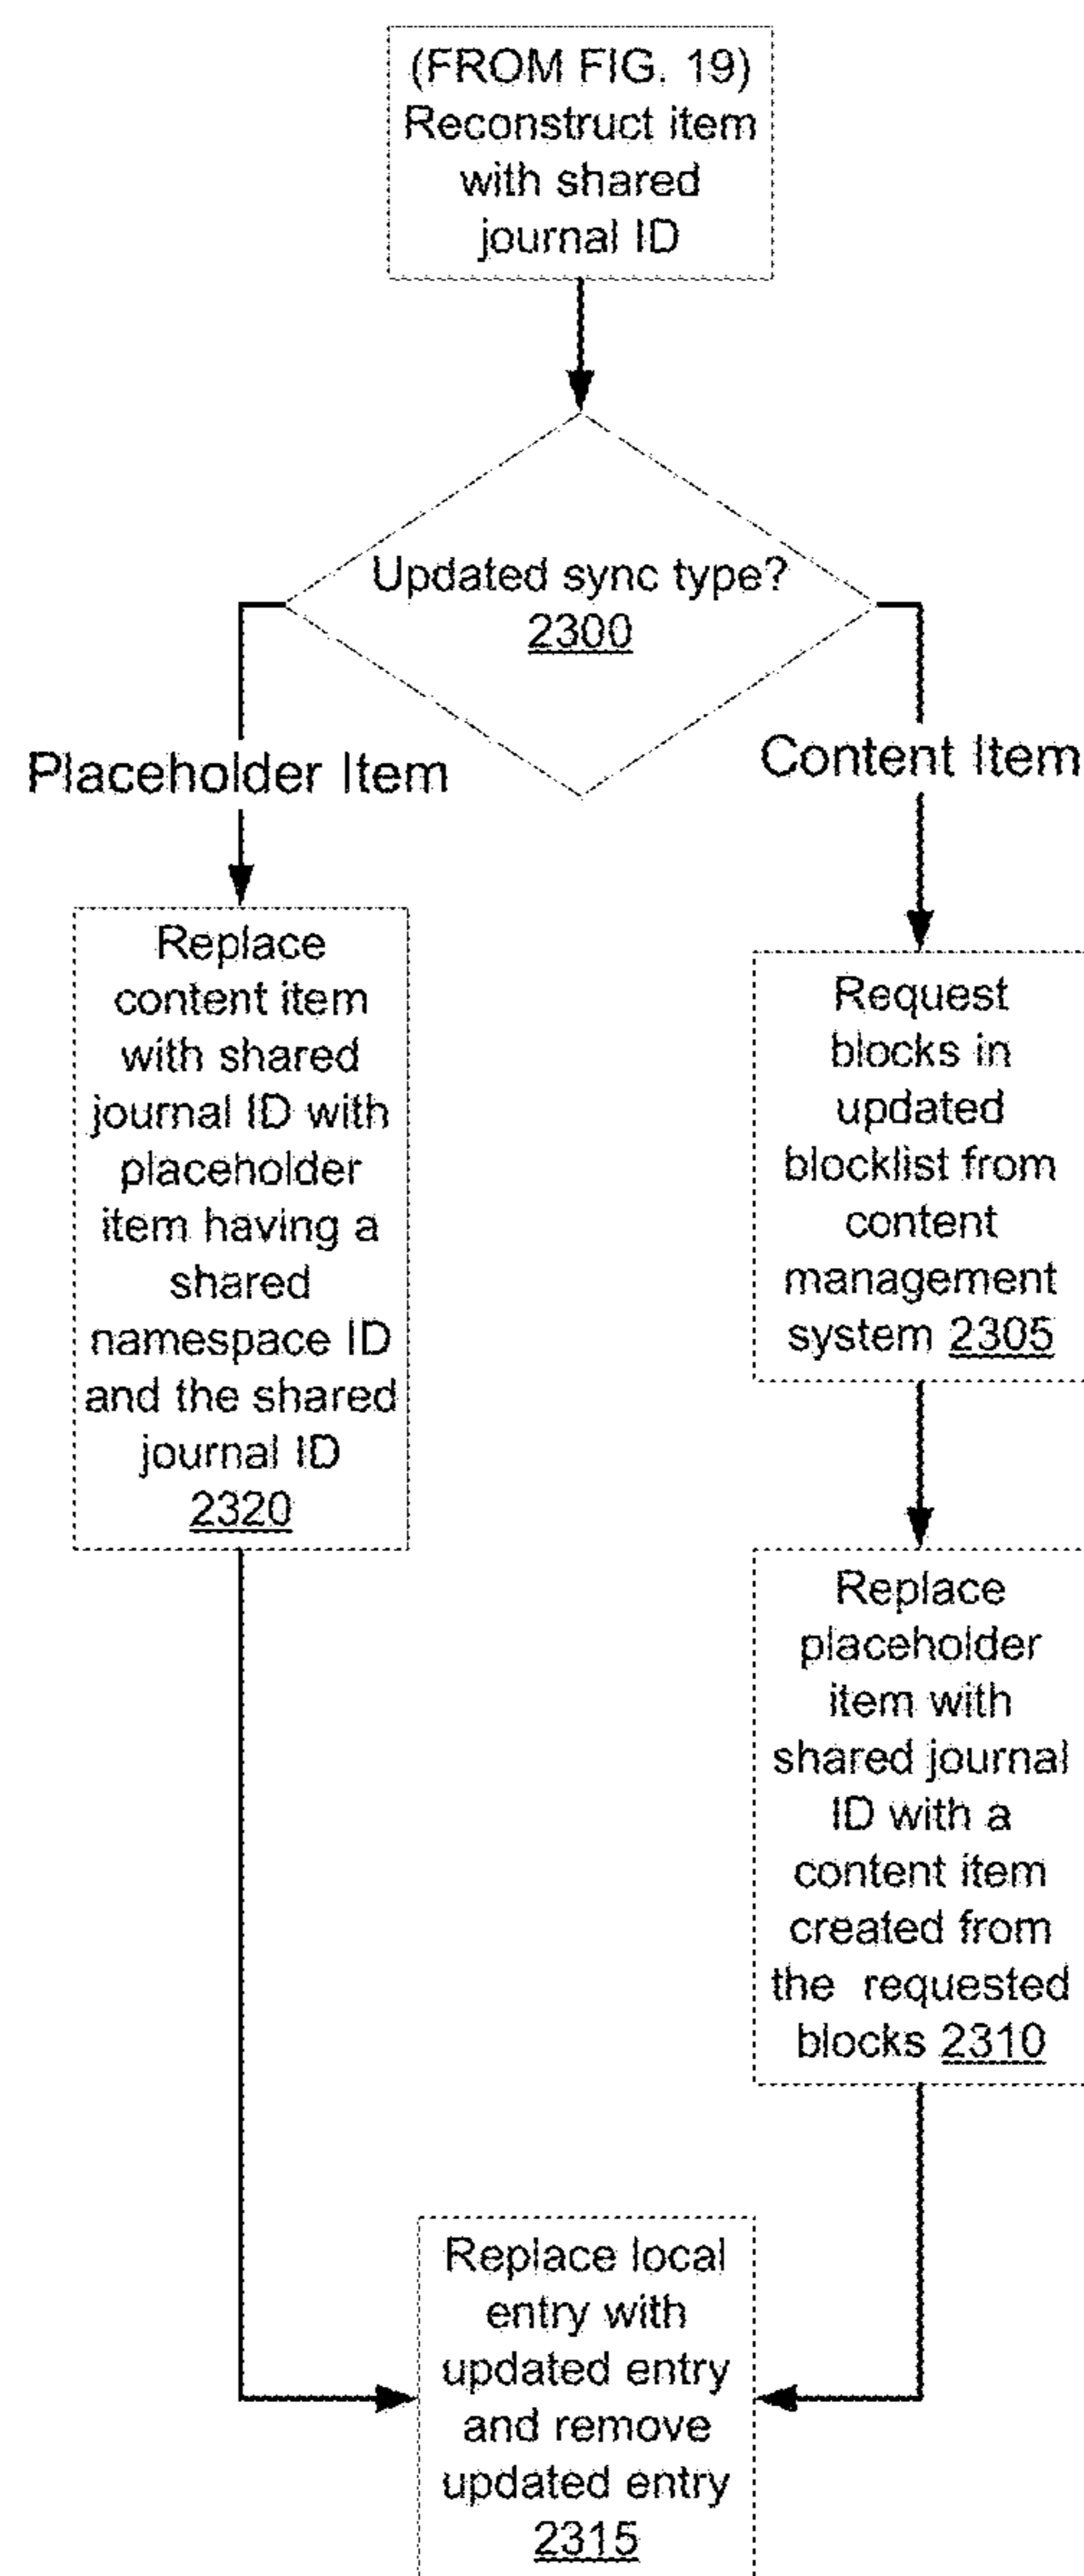 (FROM FIG. 19)
Reconstruct item
with shared
journal ID
Updated sync type?
2300
Placeholder Item
Content Item
Replace
content item
with shared
journal ID with
placeholder
item having a
shared
namespace ID
and the shared
journal ID
2320
Request
blocks in
updated
blocklist from
content
management
system 2305
Replace
placeholder
item with
shared journal
ID with a
content item
created from
the requested
blocks 2310
Replace local
entry with
updated entry
and remove
updated entry
2315